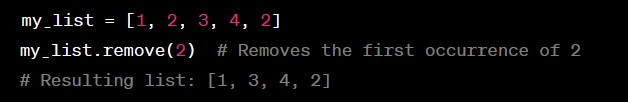 my_list = [1, 2, 3, 4, 2]
my_list.remove(2)  # Removes the first occurrence of 2
# Resulting list: [1, 3, 4, 2]